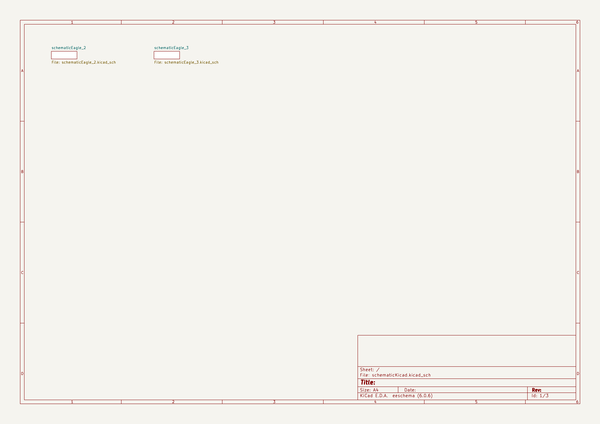 1 2 3 4 5 6
schematicEagle_2 schematicEagle_3
File: schematicEagle_2.kicad_sch File: schematicEagle_3.kicad_sch
A A
B B
C C
Sheet: /
File: schematicKicad.kicad_sch
D D
Title:
Size: A4 Date: Rev:
KiCad E.D.A. eeschema (6.0.6) Id: 1/3
1 2 3 4 5 6